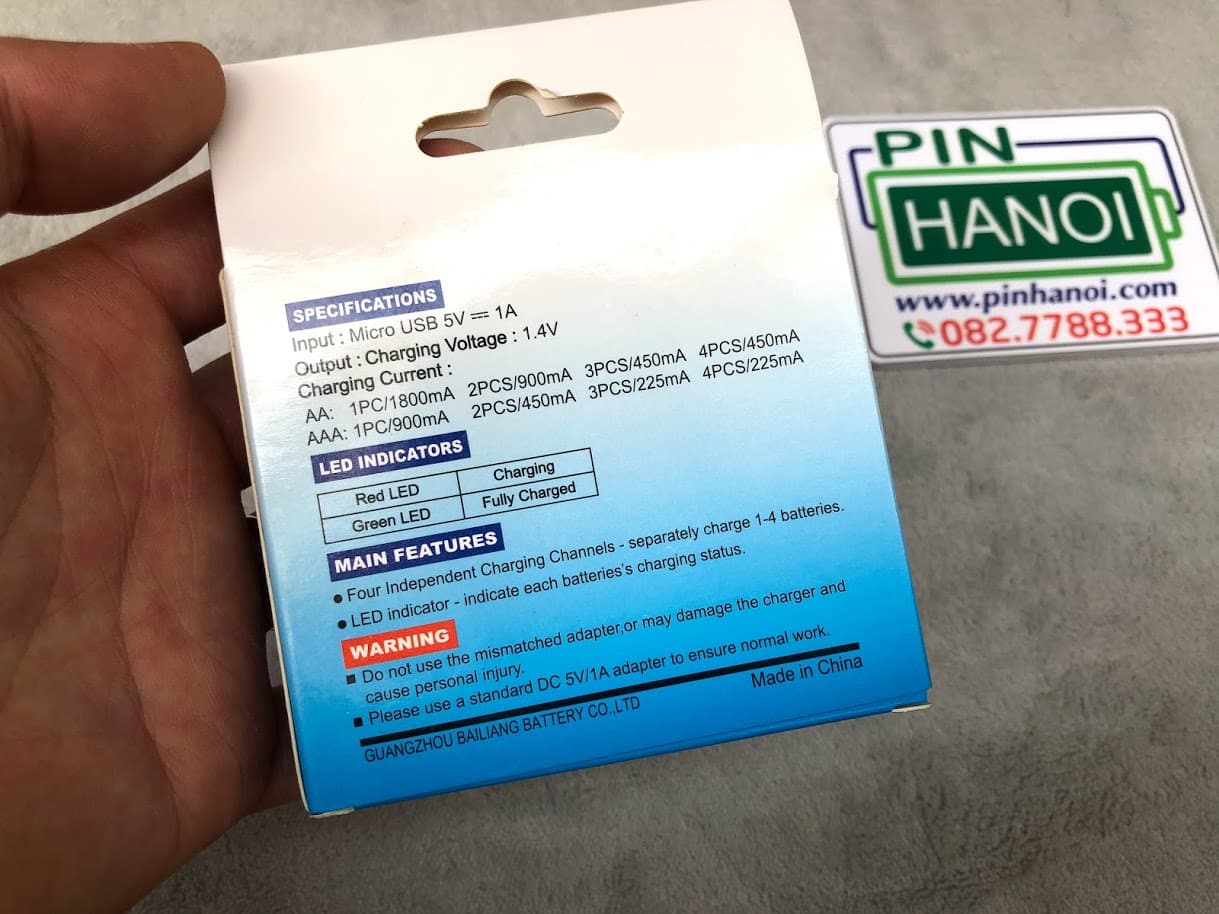 SPECIFICATIONS
Input : Micro USB 5V ⎓ 1A
Output : Charging Voltage : 1.4V
Charging Current :
AA: 1PC/1800mA 2PCS/900mA 3PCS/450mA 4PCS/450mA
AAA: 1PC/900mA 2PCS/450mA 3PCS/225mA 4PCS/225mA
LED INDICATORS
Red LED Charging
Green LED Fully Charged
MAIN FEATURES
● Four Independent Charging Channels - separately charge 1-4 batteries.
● LED indicator - indicate each batteries's charging status.
WARNING
■ Do not use the mismatched adapter,or may damage the charger and
cause personal injury.
■ Please use a standard DC 5V/1A adapter to ensure normal work.
GUANGZHOU BAILIANG BATTERY CO.,LTD
Made in China
PIN
HANOI
www.pinhanoi.com
082.7788.333